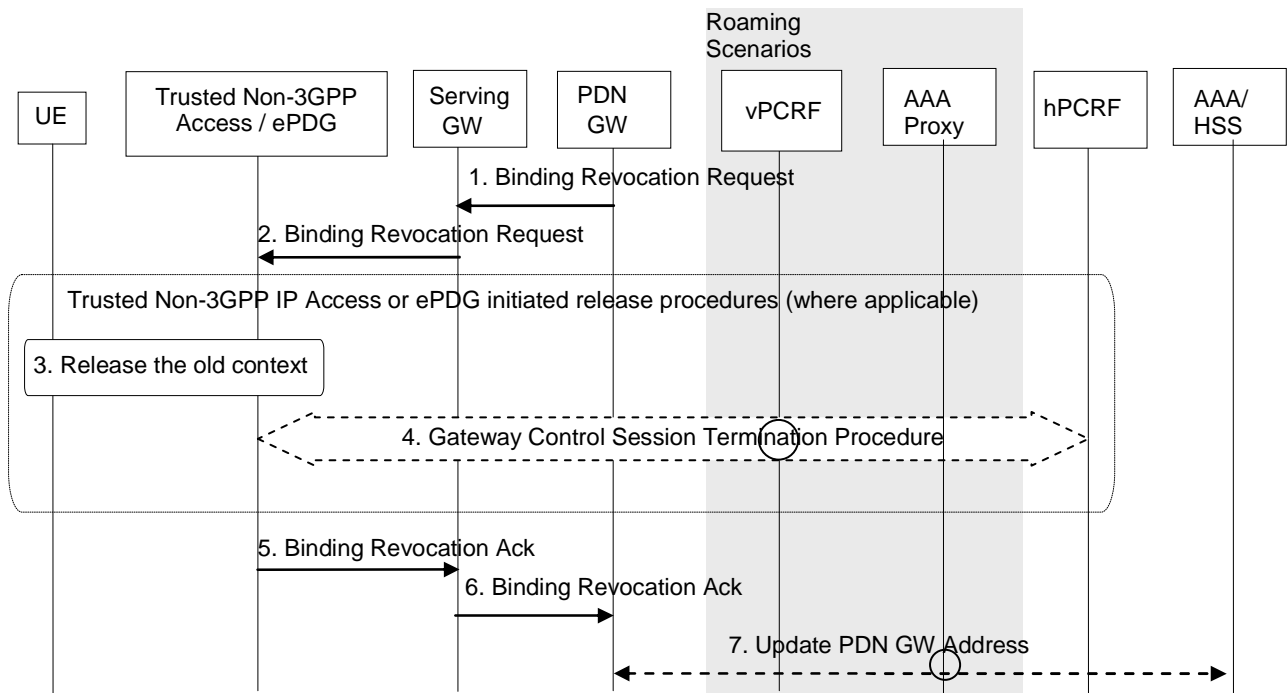 Roaming
Scenarios
UE
Trusted Non-3GPP
Access / ePDG
Serving
GW
PDN
GW
vPCRF
AAA
Proxy
hPCRF
AAA/
HSS
1. Binding Revocation Request
2. Binding Revocation Request
Trusted Non-3GPP IP Access or ePDG initiated release procedures (where applicable)
3. Release the old context
4. Gateway Control Session Termination Procedure
5. Binding Revocation Ack
6. Binding Revocation Ack
7. Update PDN GW Address